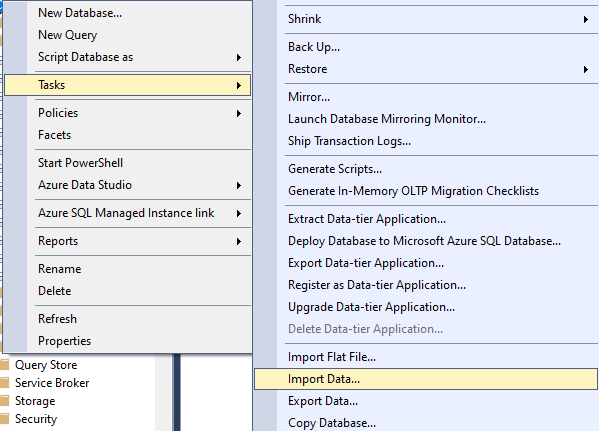 New Database...
New Query
Script Database as
Tasks
Policies
Facets
Start PowerShell
Azure Data Studio
Azure SQL Managed Instance link
Reports
Rename
Delete
Refresh
Properties
Query Store
Service Broker
Storage
Security
Shrink
Back Up...
Restore
Mirror...
Launch Database Mirroring Monitor...
Ship Transaction Logs...
Generate Scripts...
Generate In-Memory OLTP Migration Checklists
Extract Data-tier Application...
Deploy Database to Microsoft Azure SQL Database...
Export Data-tier Application...
Register as Data-tier Application...
Upgrade Data-tier Application...
Delete Data-tier Application...
Import Flat File...
Import Data...
Export Data...
Copy Database...